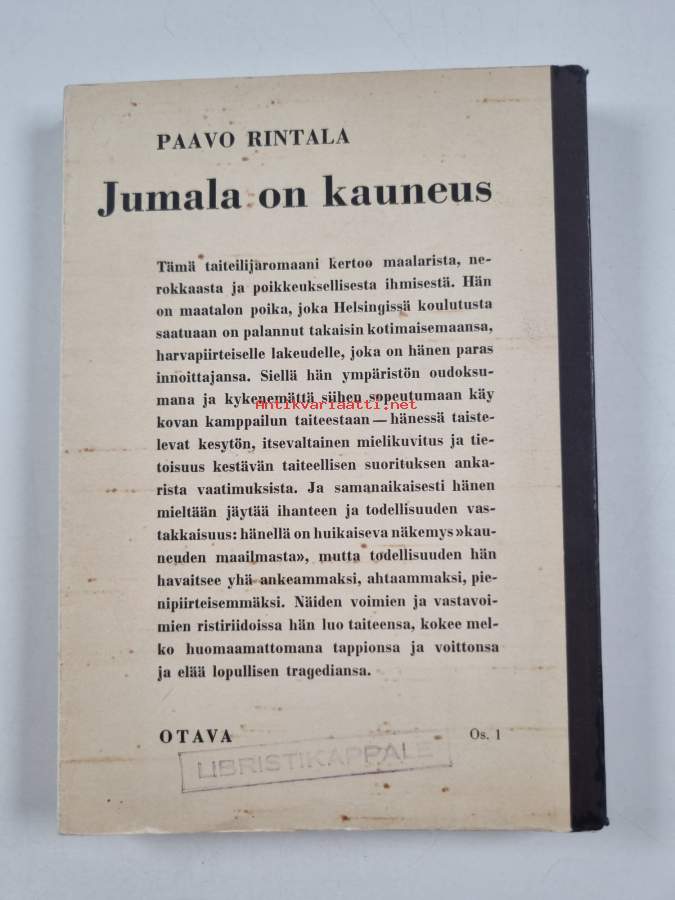 PAAVO RINTALA
Jumala on kauneus
Tämä taiteilijaromaani kertoo maalarista, ne-
rokkaasta ja poikkeuksellisesta ihmisestä. Hän
on maatalon poika, joka Helsingissä koulutusta
saatuaan on palannut takaisin kotimaisemaansa,
harvapiirteiselle lakeudelle, joka on hänen paras
innoittajansa. Siellä hän ympäristön oudoksu-
mana ja kykenemättä siihen sopeutumaan käy
Antikvariaatti.net
kovan kamppailun taiteestaan — hänessä taiste-
levat kesytön, itsevaltainen mielikuvitus ja tie-
toisuus kestävän taiteellisen suorituksen anka-
rista vaatimuksista. Ja samanaikaisesti hänen
mieltään jäytää ihanteen ja todellisuuden vas-
takkaisuus: hänellä on huikaiseva näkemys »kau-
neuden maailmasta», mutta todellisuuden hän
havaitsee yhä ankeammaksi, ahtaammaksi, pie-
nipiirteisemmäksi. Näiden voimien ja vastavoi-
mien ristiriidoissa hän luo taiteensa, kokee mel-
ko huomaamattomana tappionsa ja voittonsa
ja elää lopullisen tragediansa.
OTAVA
Os. 1
LIBRISTIKAPPALE